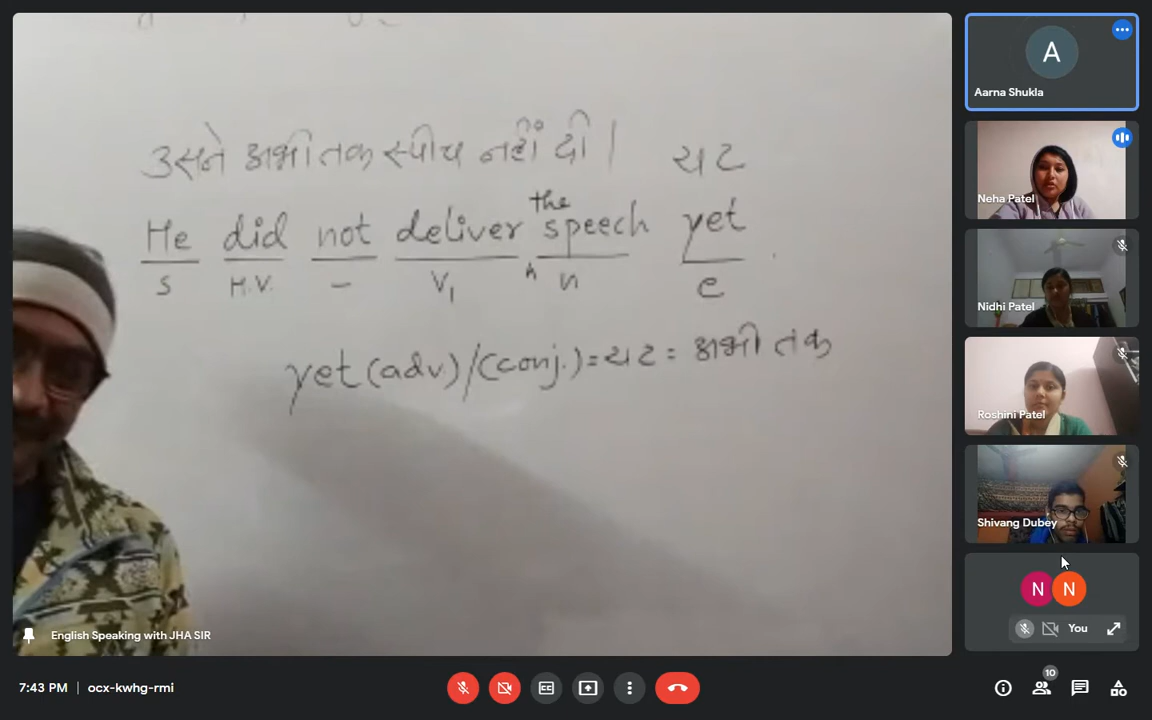 उसने अभी तक स्पीच नहीं दी | यट
the
He did not deliver speech yet
S H.V. – V1 ^ n e
yet (adv.)/(conj.) = यट = अभी तक
English Speaking with JHA SIR
A
Aarna Shukla
Neha Patel
Nidhi Patel
Roshini Patel
Shivang Dubey
N N
You
7:43 PM | ocx-kwhg-rmi
CC
10